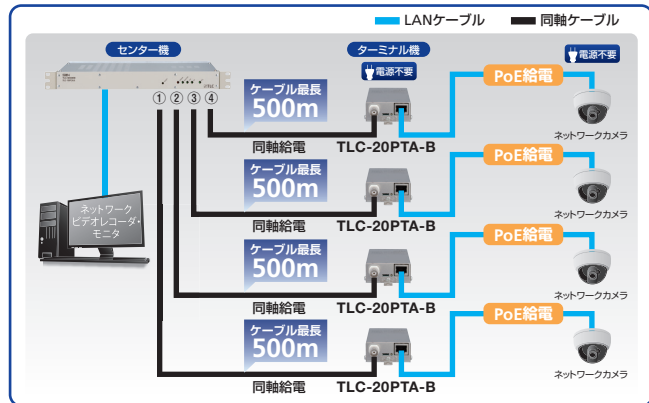 LANケーブル
同軸ケーブル
センター機
ターミナル機
電源不要
電源不要
① ② ③ ④
ケーブル最長
500m
同軸給電
TLC-20PTA-B
PoE給電
ネットワークカメラ
ケーブル最長
500m
同軸給電
TLC-20PTA-B
PoE給電
ネットワークカメラ
ネットワーク
ビデオレコーダ・
モニタ
ケーブル最長
500m
同軸給電
TLC-20PTA-B
PoE給電
ネットワークカメラ
ケーブル最長
500m
同軸給電
TLC-20PTA-B
PoE給電
ネットワークカメラ